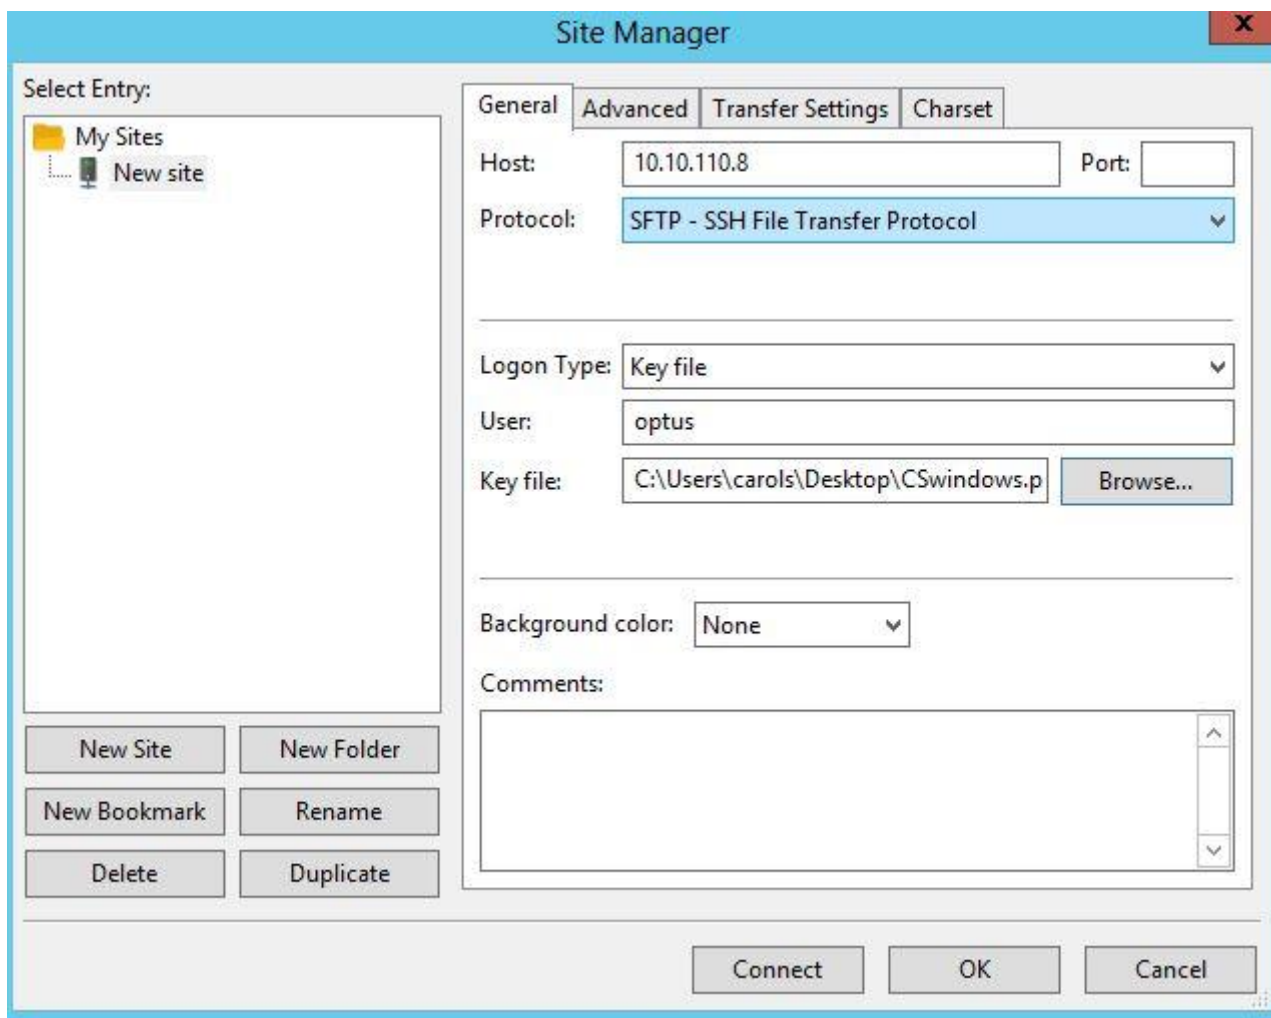 Site Manager
X
Select Entry:
My Sites
New site
General Advanced Transfer Settings Charset
Host: 10.10.110.8 Port:
Protocol: SFTP - SSH File Transfer Protocol
Logon Type: Key file
User: optus
Key file: C:\Users\carols\Desktop\CSwindows.p Browse...
Background color: None
Comments:
New Site New Folder
New Bookmark Rename
Delete Duplicate
Connect OK Cancel